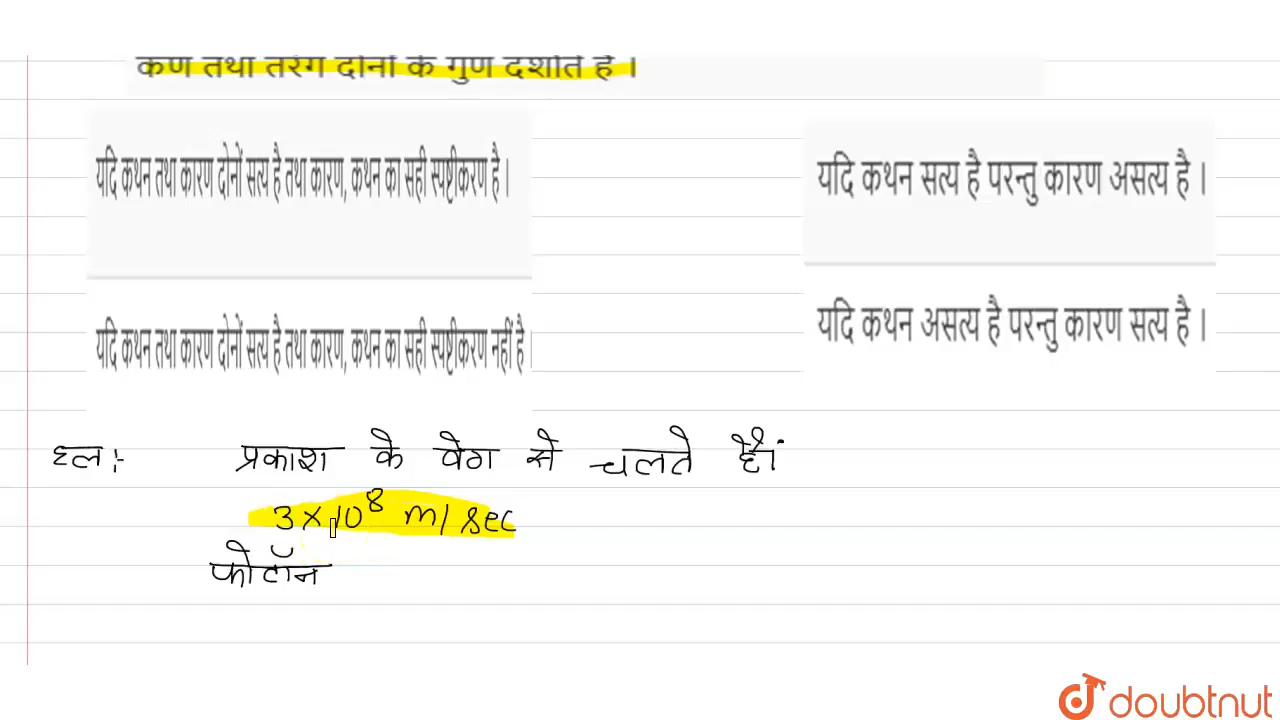 कण तथा तरंग दोनों के गुण दर्शाते हैं ।
यदि कथन तथा कारण दोनों सत्य है तथा कारण, कथन का सही स्पष्टीकरण है ।
यदि कथन सत्य है परन्तु कारण असत्य है ।
यदि कथन तथा कारण दोनों सत्य है तथा कारण, कथन का सही स्पष्टीकरण नहीं है ।
यदि कथन असत्य है परन्तु कारण सत्य है ।
हल :- प्रकाश के वेग से चलते हैं।
3×10⁸ m/sec
फोटॉन
doubtnut